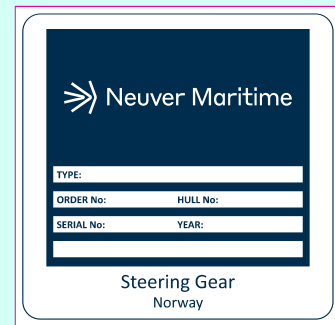 Neuver Maritime
TYPE:
ORDER No: HULL No:
SERIAL No: YEAR:
Steering Gear
Norway